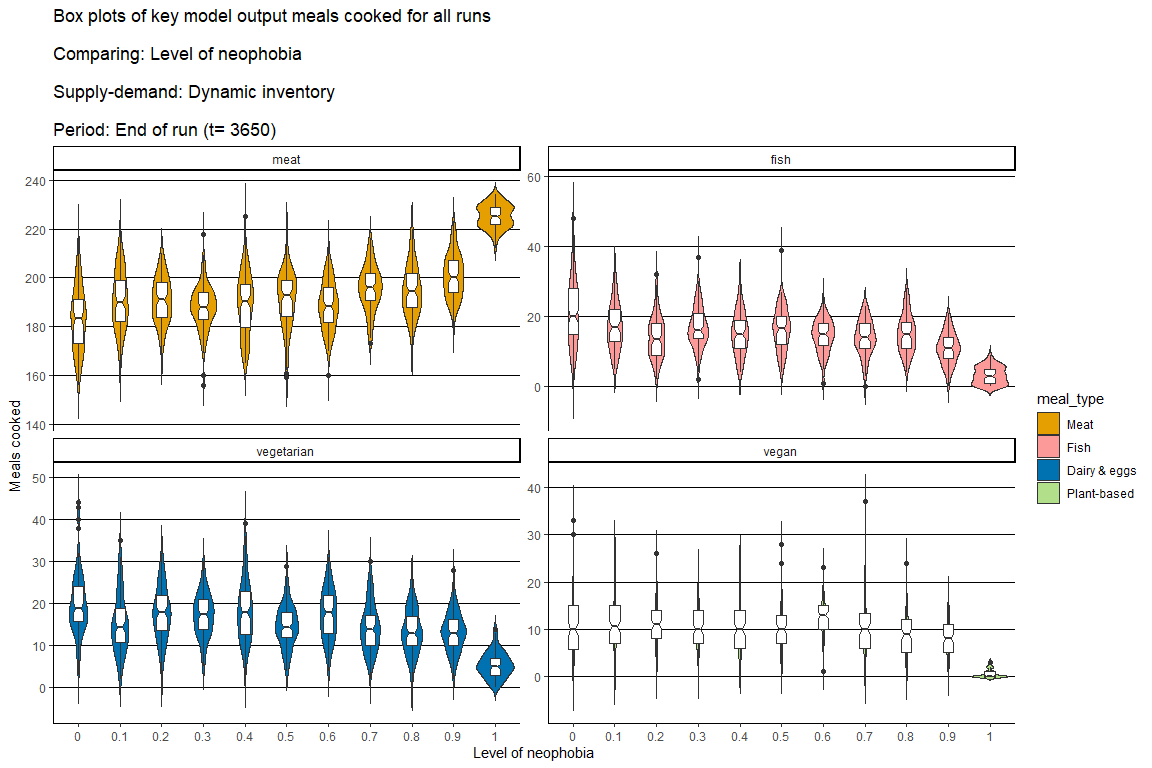 Box plots of key model output meals cooked for all runs
Comparing: Level of neophobia
Supply-demand: Dynamic inventory
Period: End of run (t= 3650)
meat
fish
240
220
200
180
160
140
60
40
20
0
vegetarian
vegan
50
40
30
20
10
0
40
30
20
10
0
0 0.1 0.2 0.3 0.4 0.5 0.6 0.7 0.8 0.9 1
0 0.1 0.2 0.3 0.4 0.5 0.6 0.7 0.8 0.9 1
Meals cooked
Level of neophobia
meal_type
Meat
Fish
Dairy & eggs
Plant-based